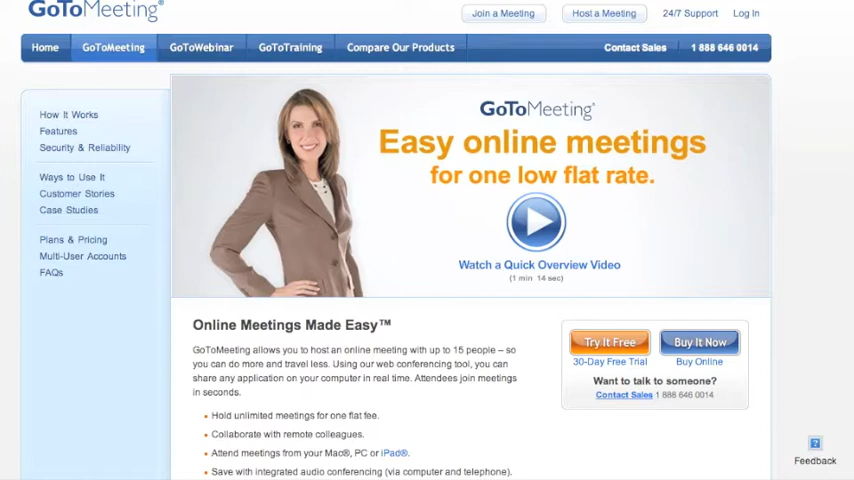 GoToMeeting®
Join a Meeting
Host a Meeting
24/7 Support
Log In
Home
GoToMeeting
GoToWebinar
GoToTraining
Compare Our Products
Contact Sales
1 888 646 0014
How It Works
Features
Security & Reliability
Ways to Use It
Customer Stories
Case Studies
Plans & Pricing
Multi-User Accounts
FAQs
GoToMeeting®
Easy online meetings
for one low flat rate.
Watch a Quick Overview Video
(1 min 14 sec)
Online Meetings Made Easy™
GoToMeeting allows you to host an online meeting with up to 15 people – so
you can do more and travel less. Using our web conferencing tool, you can
share any application on your computer in real time. Attendees join meetings
in seconds.
• Hold unlimited meetings for one flat fee.
• Collaborate with remote colleagues.
• Attend meetings from your Mac®, PC or iPad®.
• Save with integrated audio conferencing (via computer and telephone).
Try It Free
30-Day Free Trial
Buy It Now
Buy Online
Want to talk to someone?
Contact Sales 1 888 646 0014
?
Feedback